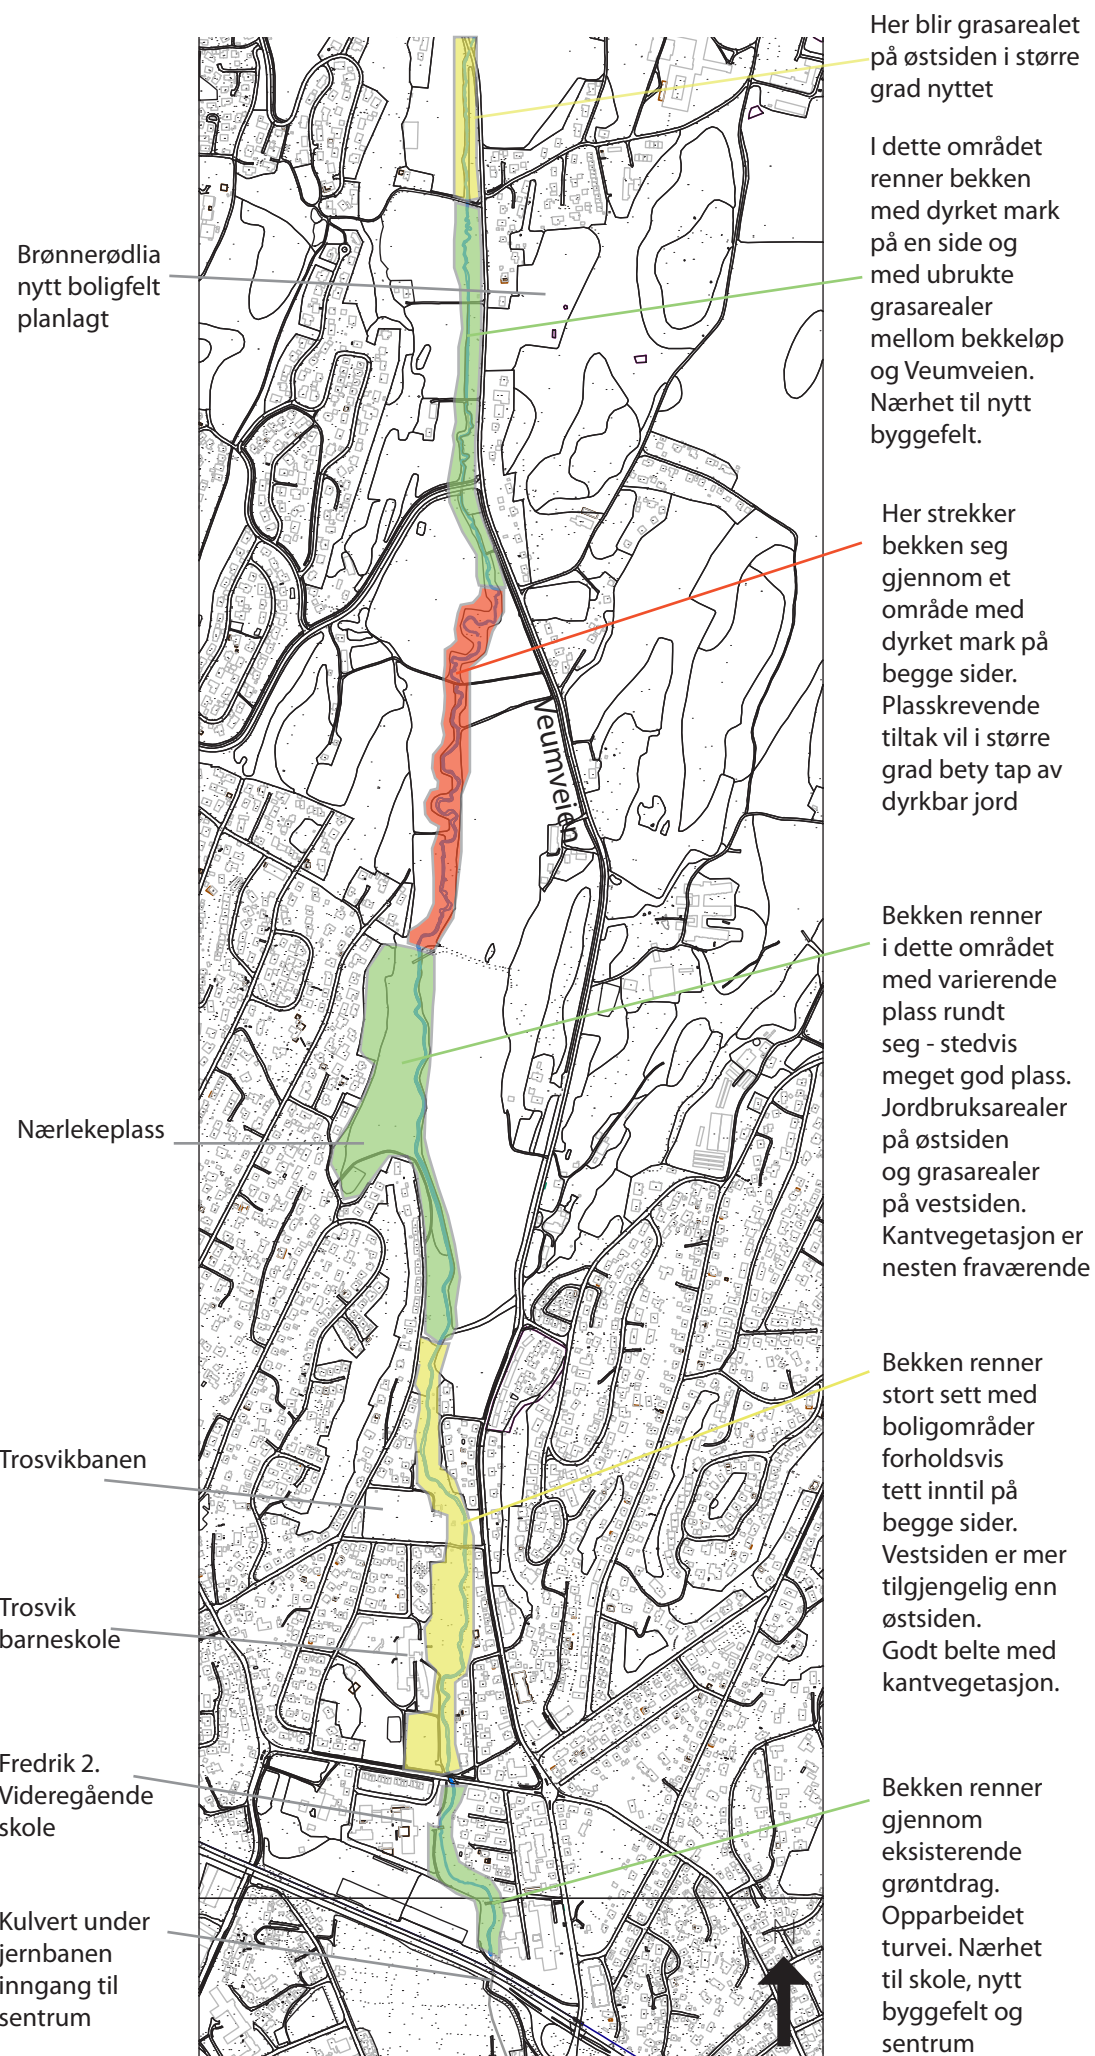 Her blir grasarealet
på østsiden i større
grad nyttet
I dette området
renner bekken
med dyrket mark
på en side og
med ubrukte
grasarealer
mellom bekkeløp
og Veumveien.
Nærhet til nytt
byggefelt.
Brønnerødlia
nytt boligfelt
planlagt
Her strekker
bekken seg
gjennom et
område med
dyrket mark på
begge sider.
Plasskrevende
tiltak vil i større
grad bety tap av
dyrkbar jord
Veumveien
Bekken renner
i dette området
med varierende
plass rundt
seg - stedvis
meget god plass.
Jordbruksarealer
på østsiden
og grasarealer
på vestsiden.
Kantvegetasjon er
nesten fraværende
Nærlekeplass
Bekken renner
stort sett med
boligområder
forholdsvis
tett inntil på
begge sider.
Vestsiden er mer
tilgjengelig enn
østsiden.
Godt belte med
kantvegetasjon.
Trosvikbanen
Trosvik
barneskole
Fredrik 2.
Videregående
skole
Kulvert under
jernbanen
inngang til
sentrum
Bekken renner
gjennom
eksisterende
grøntdrag.
Opparbeidet
turvei. Nærhet
til skole, nytt
byggefelt og
sentrum